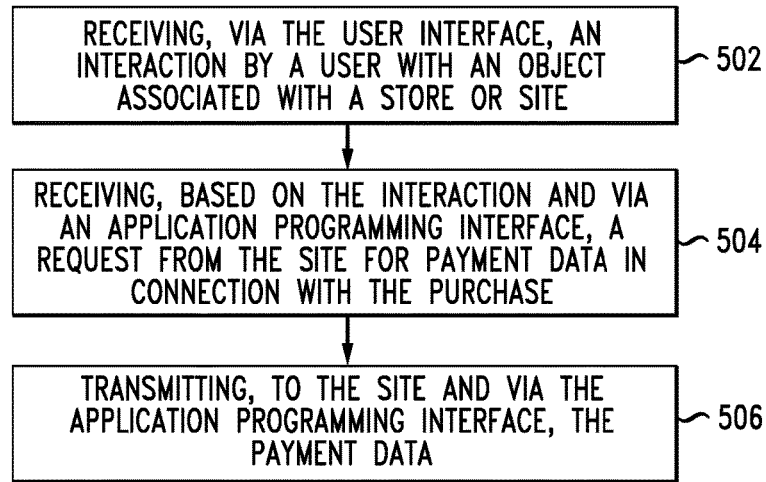 RECEIVING, VIA THE USER INTERFACE, AN
INTERACTION BY A USER WITH AN OBJECT
ASSOCIATED WITH A STORE OR SITE
502
RECEIVING, BASED ON THE INTERACTION AND VIA
AN APPLICATION PROGRAMMING INTERFACE, A
REQUEST FROM THE SITE FOR PAYMENT DATA IN
CONNECTION WITH THE PURCHASE
504
TRANSMITTING, TO THE SITE AND VIA THE
APPLICATION PROGRAMMING INTERFACE, THE
PAYMENT DATA
506